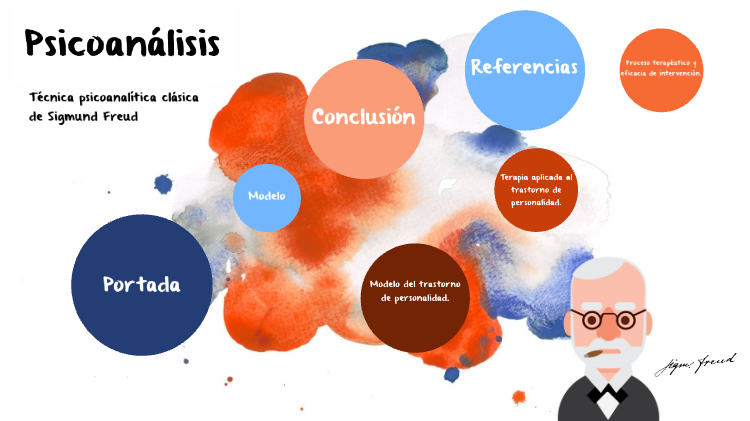 Psicoanálisis
Técnica psicoanalítica clásica
de Sigmund Freud
Referencias
Proceso terapèutico y
eficacia de intervención.
Conclusión
Terapia aplicada al
trastorno de
personalidad.
Modelo
Portada
Modelo del trastorno
de personalidad.
Sigm. Freud